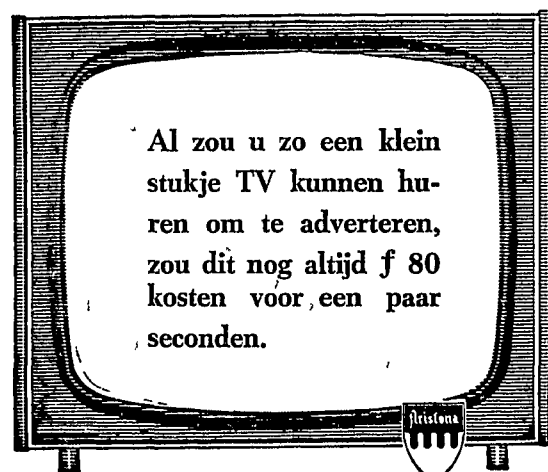 Al zou u zo een klein
stukje TV kunnen hu-
ren om te adverteren,
zou dit nog altijd ƒ 80
kosten voor een paar
seconden.
Aristona